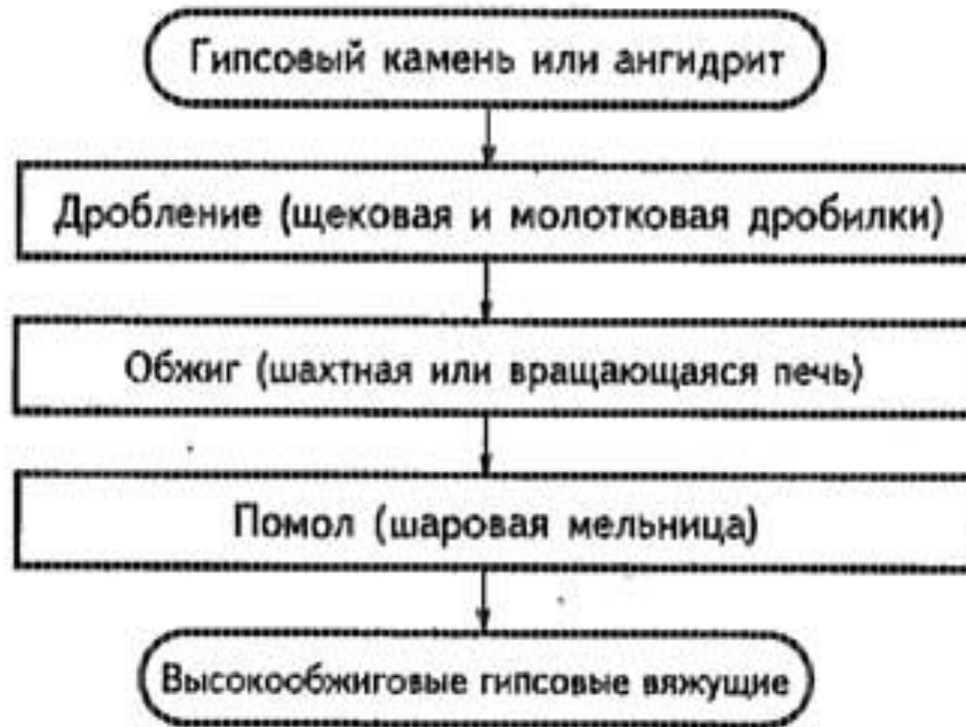 Гипсовый камень или ангидрит
Дробление (щековая и молотковая дробилки)
Обжиг (шахтная или вращающаяся печь)
Помол (шаровая мельница)
Высокообжиговые гипсовые вяжущие